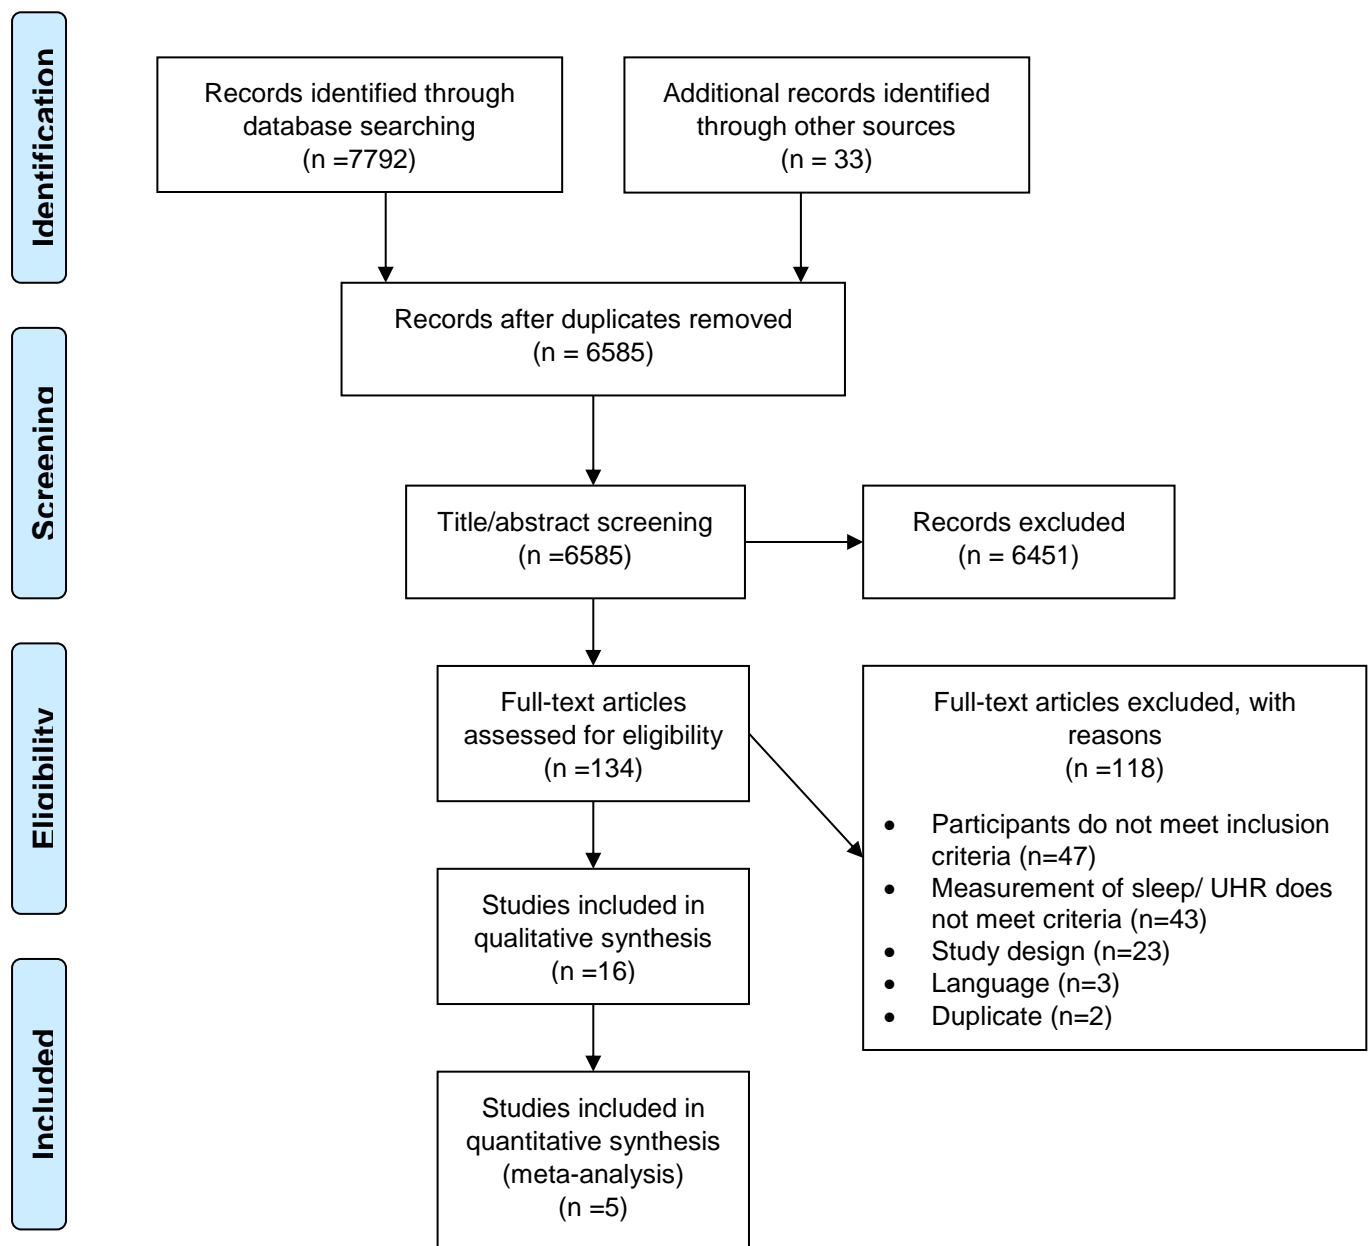 Identification
Records identified through
database searching
(n =7792)
Additional records identified
through other sources
(n = 33)
Records after duplicates removed
(n = 6585)
Screening
Title/abstract screening
(n =6585)
Records excluded
(n = 6451)
Eligibility
Full-text articles
assessed for eligibility
(n =134)
Full-text articles excluded, with
reasons
(n =118)
• Participants do not meet inclusion
criteria (n=47)
• Measurement of sleep/ UHR does
not meet criteria (n=43)
• Study design (n=23)
• Language (n=3)
• Duplicate (n=2)
Studies included in
qualitative synthesis
(n =16)
Included
Studies included in
quantitative synthesis
(meta-analysis)
(n =5)